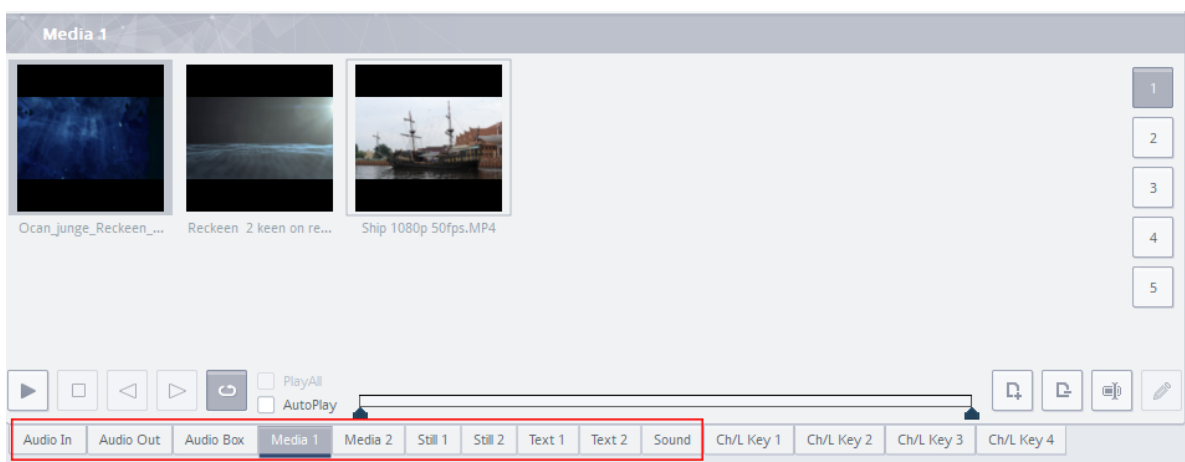 Media 1
1
2
3
4
5
Ocan_junge_Reckeen_... Reckeen 2 keen on re... Ship 1080p 50fps.MP4
PlayAll
AutoPlay
Audio In Audio Out Audio Box Media 1 Media 2 Still 1 Still 2 Text 1 Text 2 Sound Ch/L Key 1 Ch/L Key 2 Ch/L Key 3 Ch/L Key 4